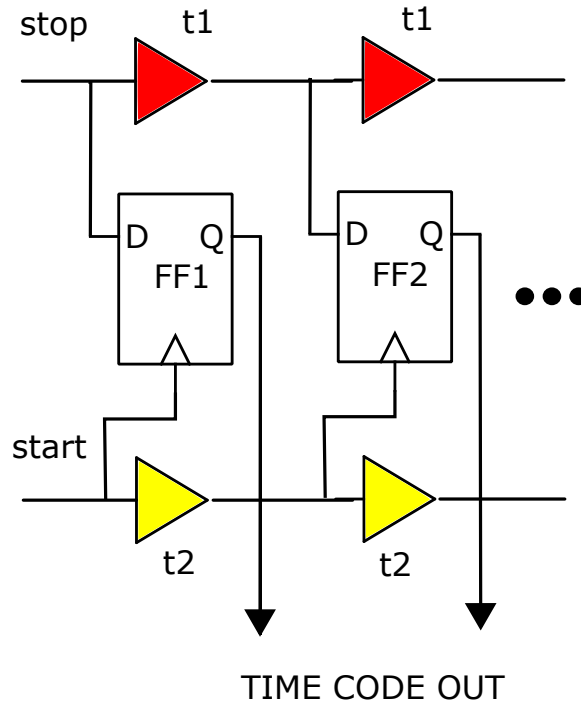 stop
t1
t1
D Q
FF1
D Q
FF2
start
t2
t2
TIME CODE OUT